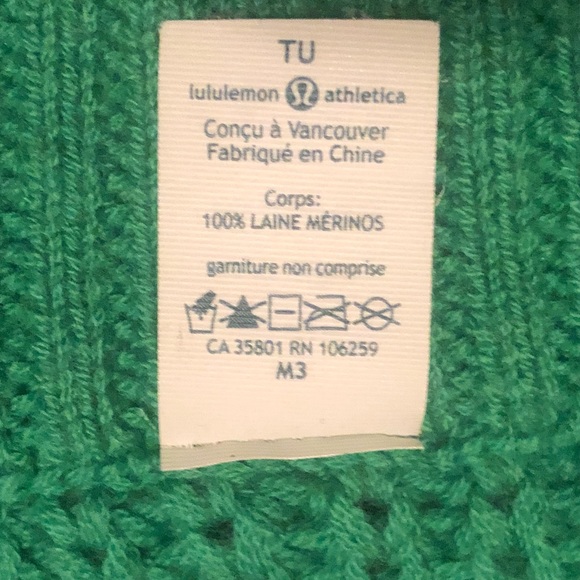 TU
lululemon athletica
Conçu à Vancouver
Fabriqué en Chine
Corps:
100% LAINE MÉRINOS
garniture non comprise
CA 35801 RN 106259
M3